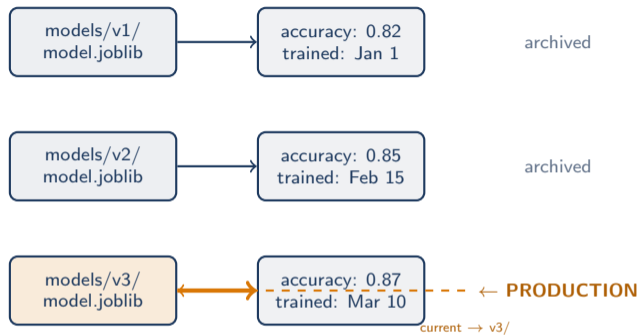 models/v1/
model.joblib
accuracy: 0.82
trained: Jan 1
archived
models/v2/
model.joblib
accuracy: 0.85
trained: Feb 15
archived
models/v3/
model.joblib
accuracy: 0.87
trained: Mar 10
← PRODUCTION
current → v3/